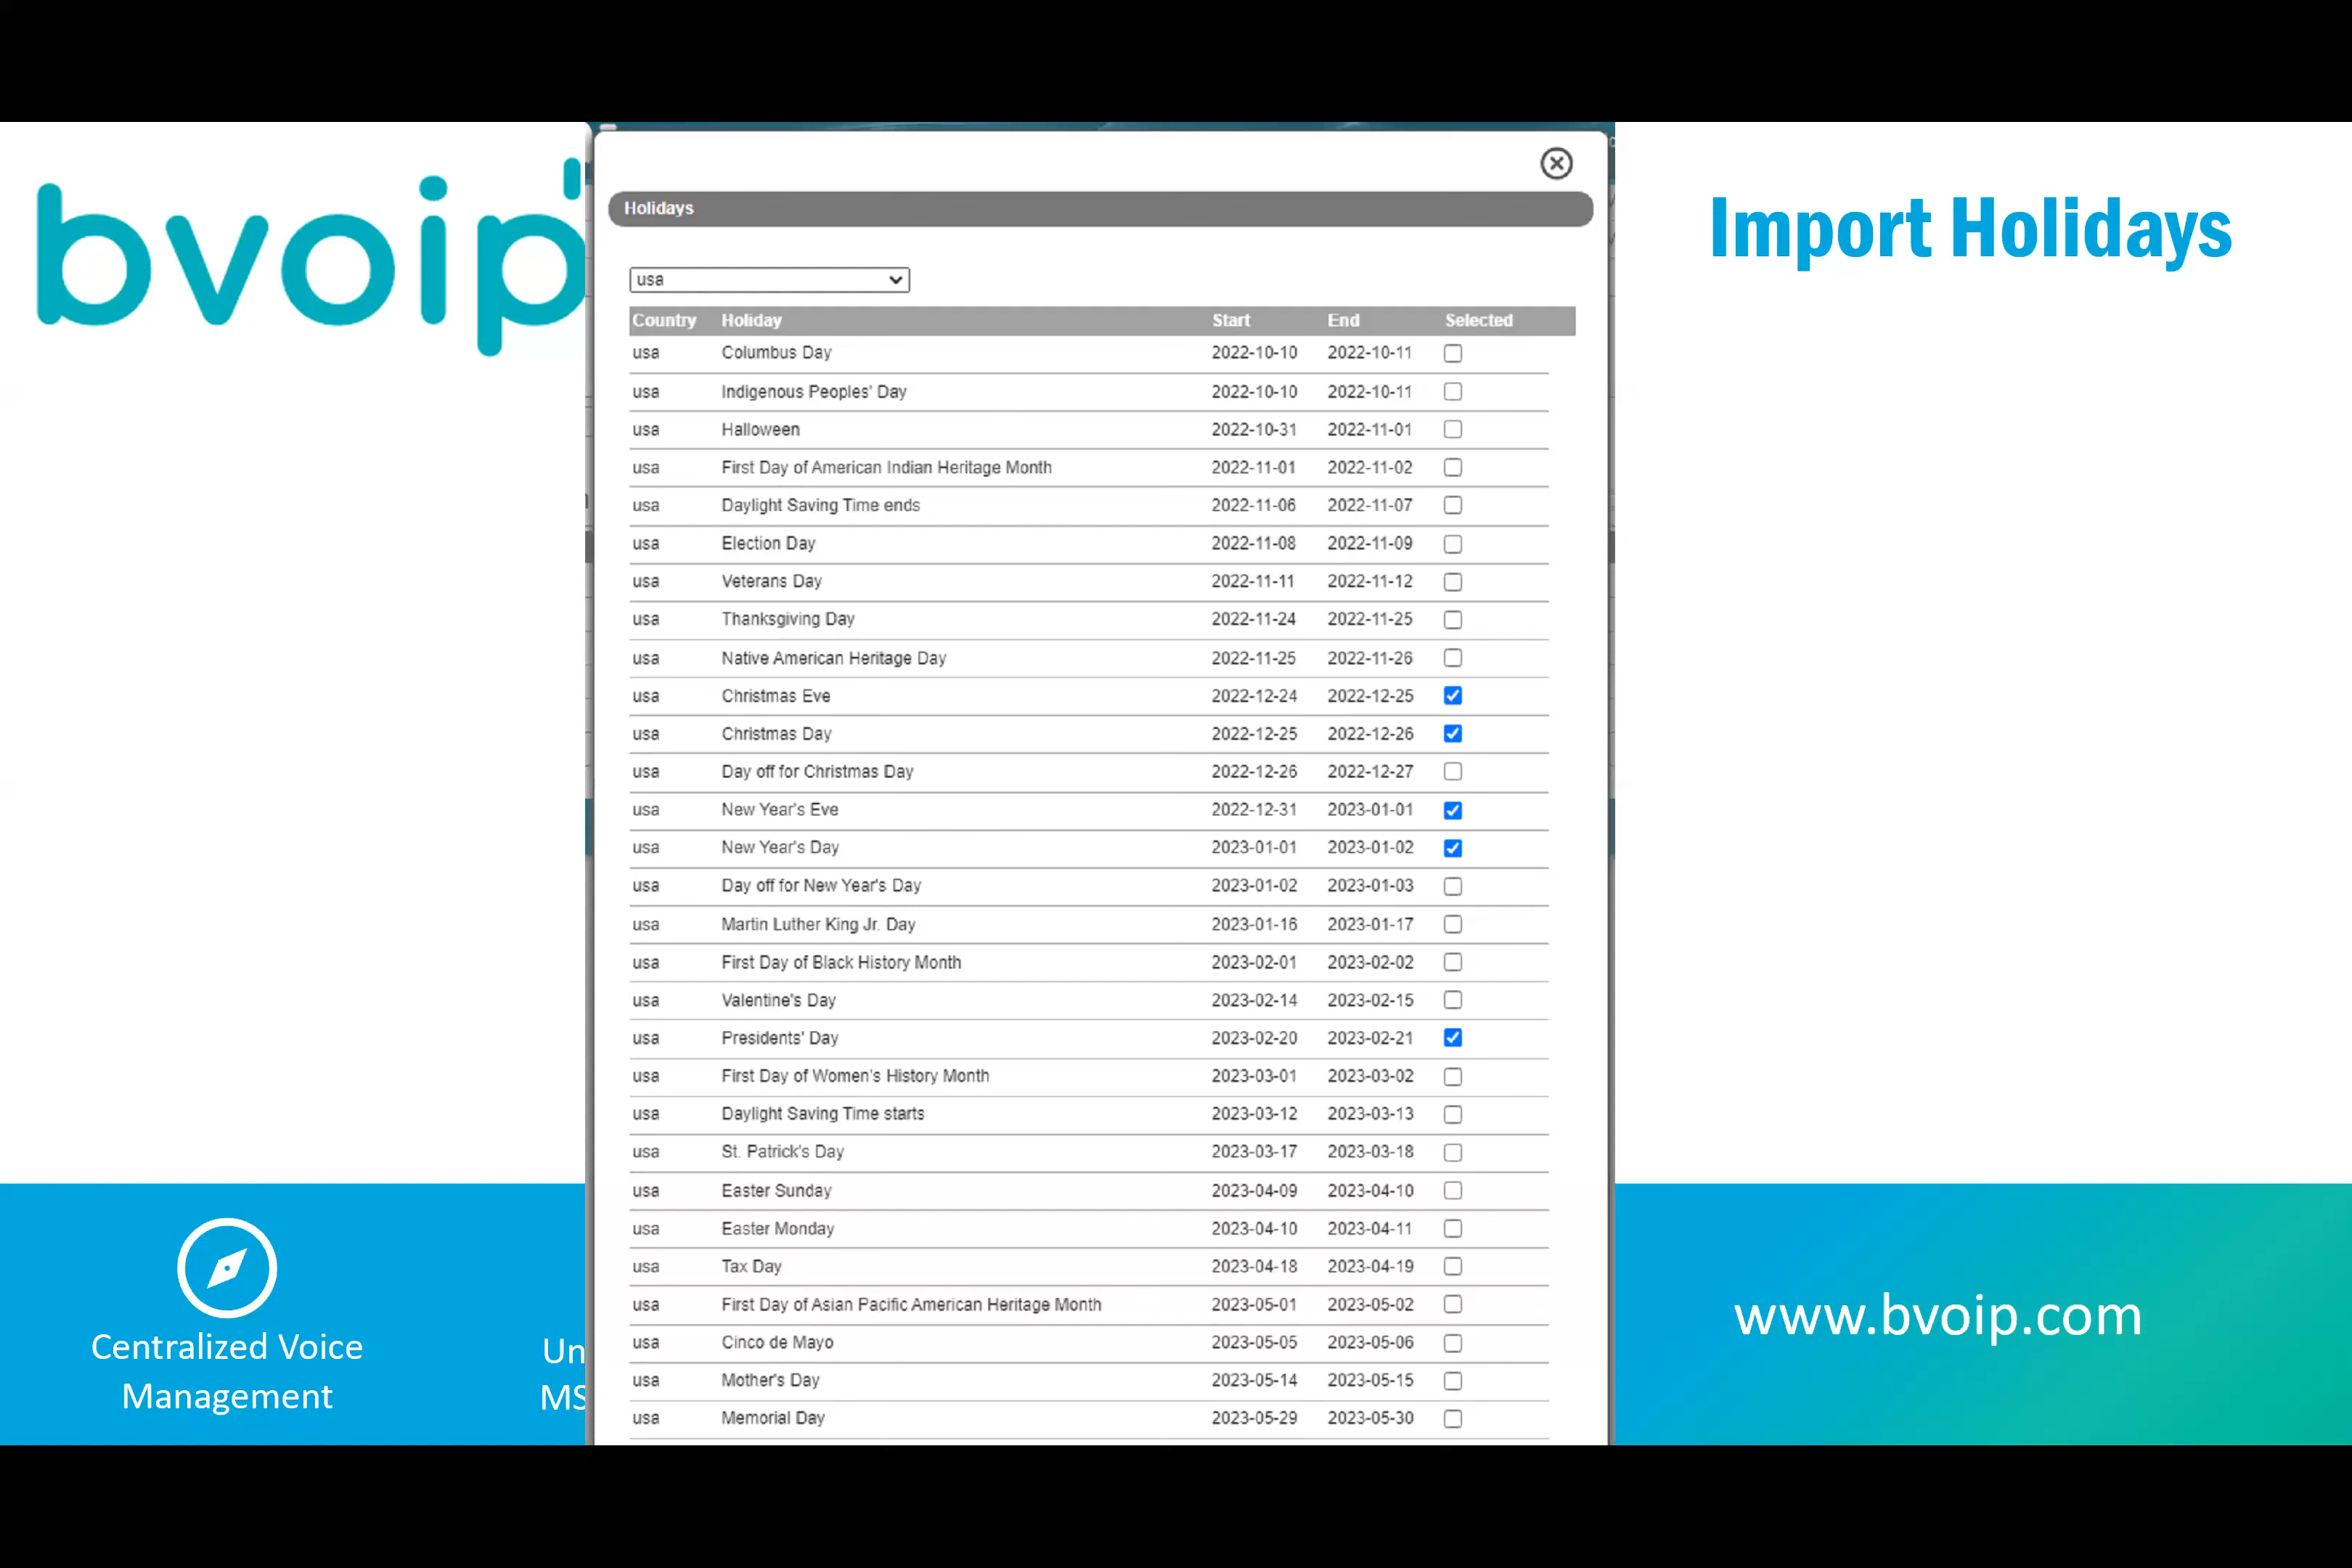 bvoip
Import Holidays
Holidays
usa
Country Holiday Start End Selected
usa Columbus Day 2022-10-10 2022-10-11
usa Indigenous Peoples' Day 2022-10-10 2022-10-11
usa Halloween 2022-10-31 2022-11-01
usa First Day of American Indian Heritage Month 2022-11-01 2022-11-02
usa Daylight Saving Time ends 2022-11-06 2022-11-07
usa Election Day 2022-11-08 2022-11-09
usa Veterans Day 2022-11-11 2022-11-12
usa Thanksgiving Day 2022-11-24 2022-11-25
usa Native American Heritage Day 2022-11-25 2022-11-26
usa Christmas Eve 2022-12-24 2022-12-25
usa Christmas Day 2022-12-25 2022-12-26
usa Day off for Christmas Day 2022-12-26 2022-12-27
usa New Year's Eve 2022-12-31 2023-01-01
usa New Year's Day 2023-01-01 2023-01-02
usa Day off for New Year's Day 2023-01-02 2023-01-03
usa Martin Luther King Jr. Day 2023-01-16 2023-01-17
usa First Day of Black History Month 2023-02-01 2023-02-02
usa Valentine's Day 2023-02-14 2023-02-15
usa Presidents' Day 2023-02-20 2023-02-21
usa First Day of Women's History Month 2023-03-01 2023-03-02
usa Daylight Saving Time starts 2023-03-12 2023-03-13
usa St. Patrick's Day 2023-03-17 2023-03-18
usa Easter Sunday 2023-04-09 2023-04-10
usa Easter Monday 2023-04-10 2023-04-11
usa Tax Day 2023-04-18 2023-04-19
usa First Day of Asian Pacific American Heritage Month 2023-05-01 2023-05-02
usa Cinco de Mayo 2023-05-05 2023-05-06
usa Mother's Day 2023-05-14 2023-05-15
usa Memorial Day 2023-05-29 2023-05-30
Centralized Voice
Management
Un
MS
www.bvoip.com